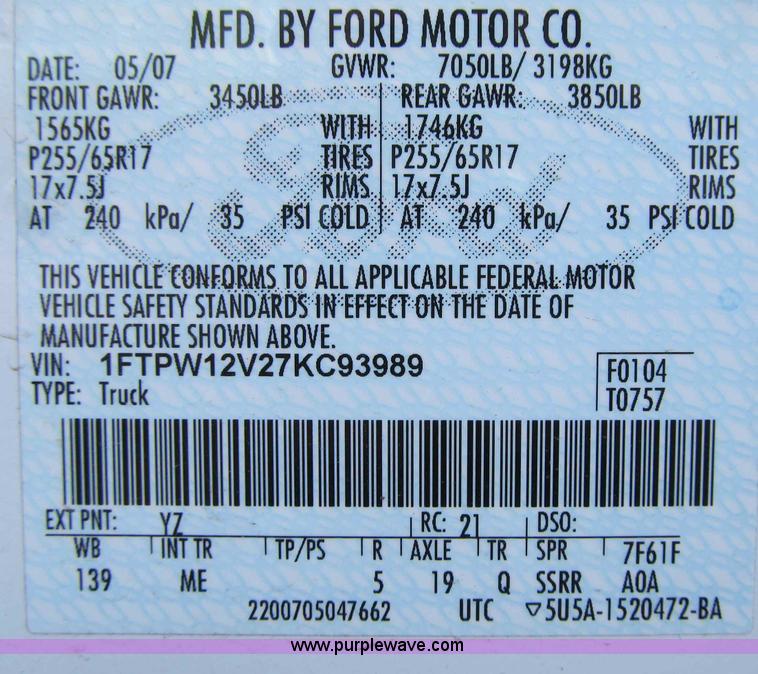 MFD. BY FORD MOTOR CO.
DATE: 05/07 GVWR: 7050LB/ 3198KG
FRONT GAWR: 3450LB REAR GAWR: 3850LB
1565KG WITH 1746KG WITH
P255/65R17 TIRES P255/65R17 TIRES
17x7.5J RIMS 17x7.5J RIMS
AT 240 kPa/ 35 PSI COLD AT 240 kPa/ 35 PSI COLD
Ford
THIS VEHICLE CONFORMS TO ALL APPLICABLE FEDERAL MOTOR
VEHICLE SAFETY STANDARDS IN EFFECT ON THE DATE OF
MANUFACTURE SHOWN ABOVE.
VIN: 1FTPW12V27KC93989 F0104
TYPE: Truck T0757
EXT PNT: YZ RC: 21 DSO:
WB INT TR TP/PS R AXLE TR SPR 7F61F
139 ME 5 19 Q SSRR A0A
2200705047662 UTC ▽5U5A-1520472-BA
www.purplewave.com